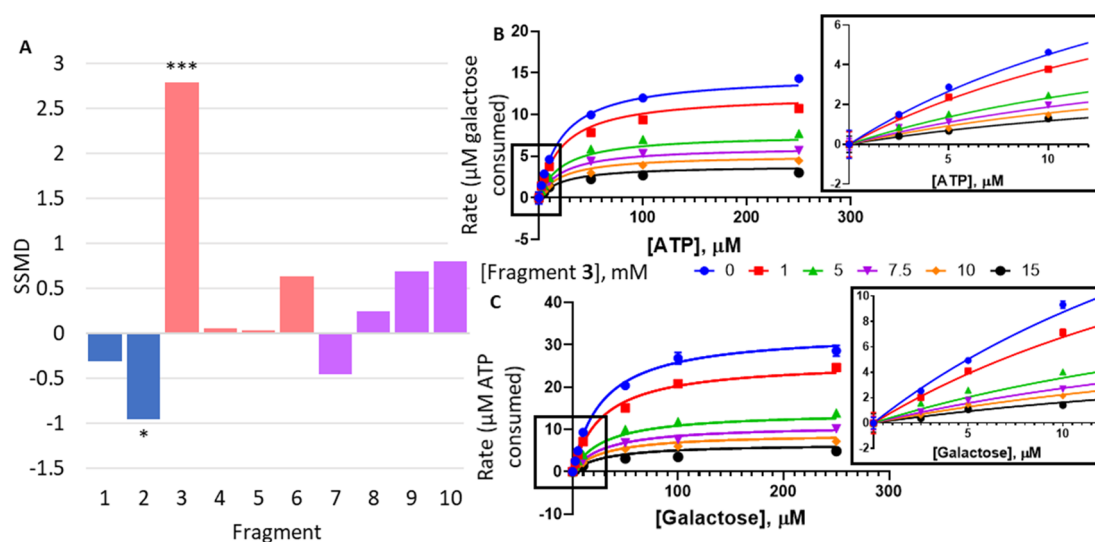 A
SSMD
3
2.5
2
1.5
1
0.5
0
-0.5
-1
-1.5
***
*
1 2 3 4 5 6 7 8 9 10
Fragment
B
Rate (μM galactose
consumed)
20
15
10
5
0
-5
100 200 300
[ATP], μM
6
4
2
0
-2
5 10
[ATP], μM
[Fragment 3], mM 0 1 5 7.5 10 15
C
Rate (μM ATP
consumed)
40
30
20
10
0
-10
100 200 300
[Galactose], μM
10
8
6
4
2
0
-2
5 10
[Galactose], μM